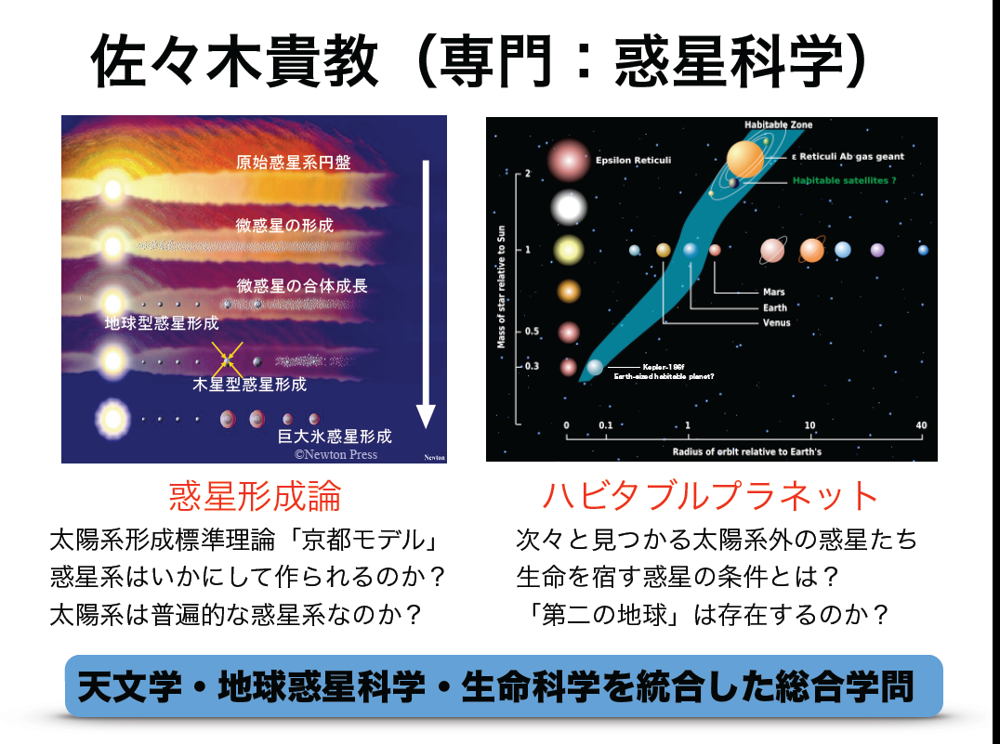 佐々木貴教（専門：惑星科学）
原始惑星系円盤
微惑星の形成
微惑星の合体成長
地球型惑星形成
木星型惑星形成
巨大氷惑星形成
©Newton Press
Newton
Habitable Zone
Epsilon Reticuli
ε Reticuli Ab gas geant
Habitable satellites ?
Mass of star relative to Sun
2
1
0.5
0.3
Mars
Earth
Venus
Kepler-186f
Earth-sized habitable planet?
0 0.1 1 10 40
Radius of orbit relative to Earth's
惑星形成論
太陽系形成標準理論「京都モデル」
惑星系はいかにして作られるのか？
太陽系は普遍的な惑星系なのか？
ハビタブルプラネット
次々と見つかる太陽系外の惑星たち
生命を宿す惑星の条件とは？
「第二の地球」は存在するのか？
天文学・地球惑星科学・生命科学を統合した総合学問